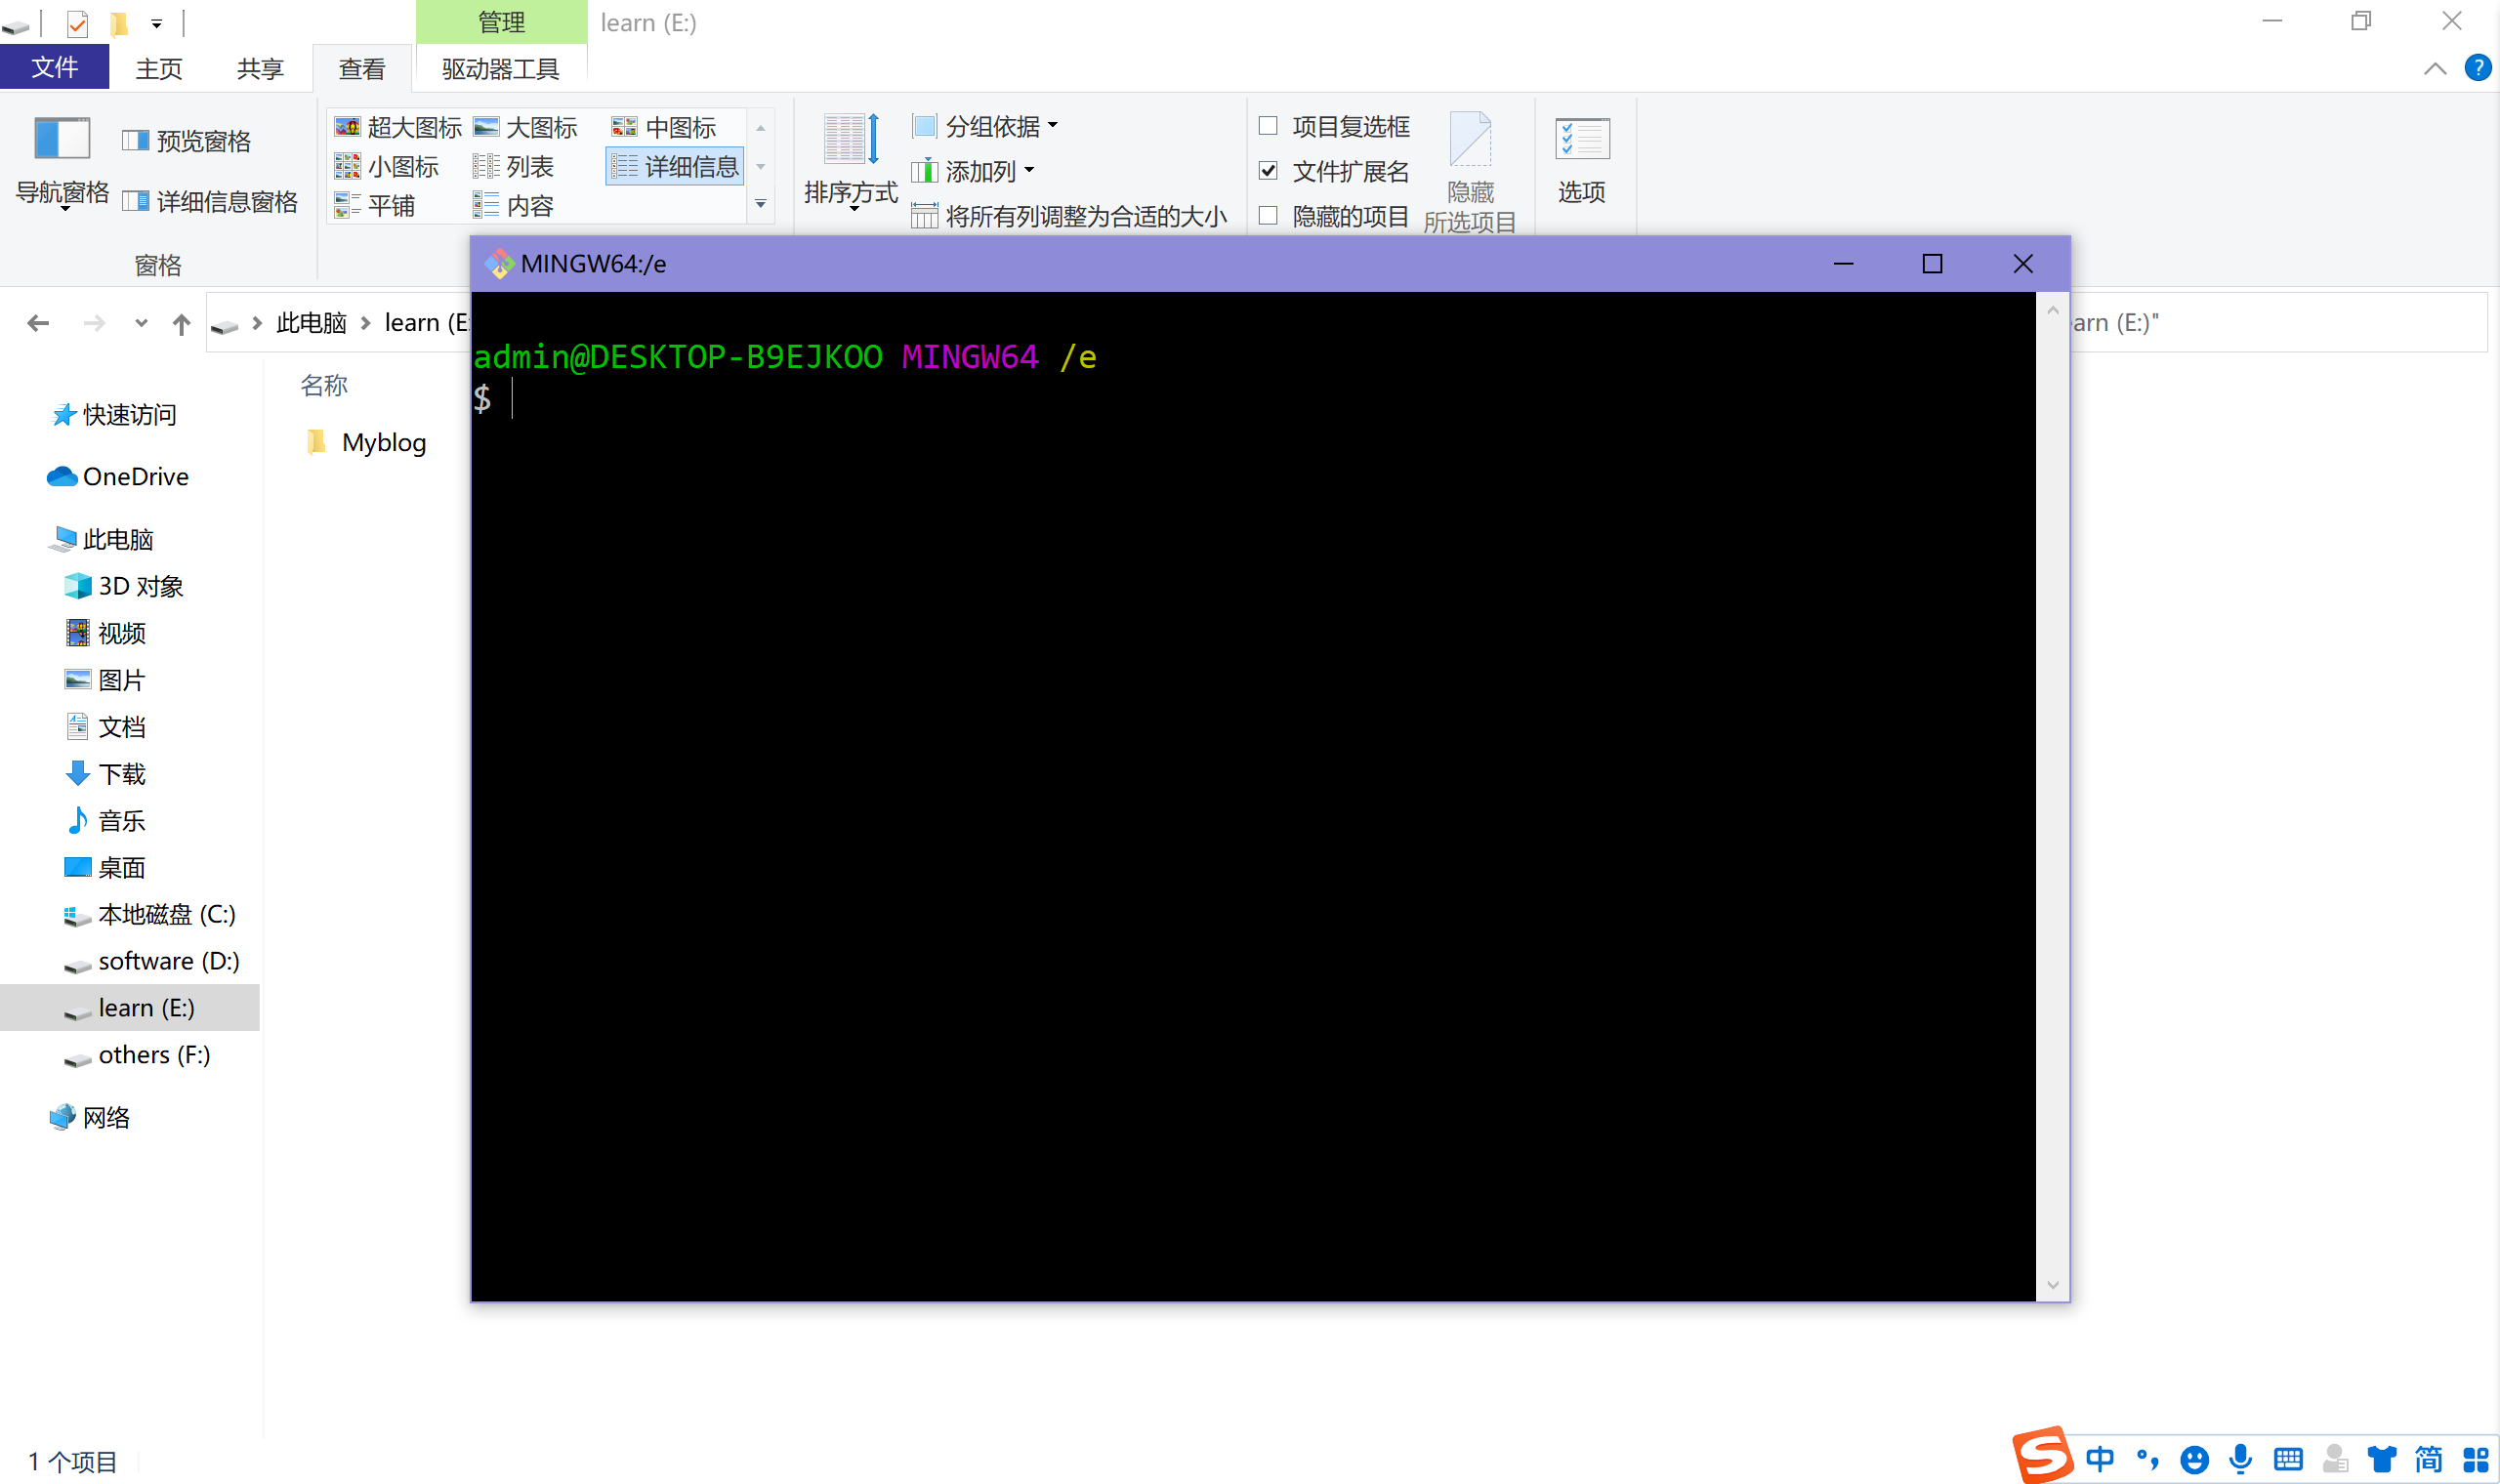 管理
learn (E:)
文件
主页
共享
查看
驱动器工具
导航窗格
预览窗格
详细信息窗格
窗格
超大图标
大图标
中图标
小图标
列表
详细信息
平铺
内容
排序方式
分组依据
添加列
将所有列调整为合适的大小
项目复选框
文件扩展名
隐藏的项目
隐藏
所选项目
选项
MINGW64:/e
此电脑
learn (E:
arn (E:)"
admin@DESKTOP-B9EJKOO MINGW64 /e
$
名称
Myblog
快速访问
OneDrive
此电脑
3D 对象
视频
图片
文档
下载
音乐
桌面
本地磁盘 (C:)
software (D:)
learn (E:)
others (F:)
网络
1 个项目
中
简